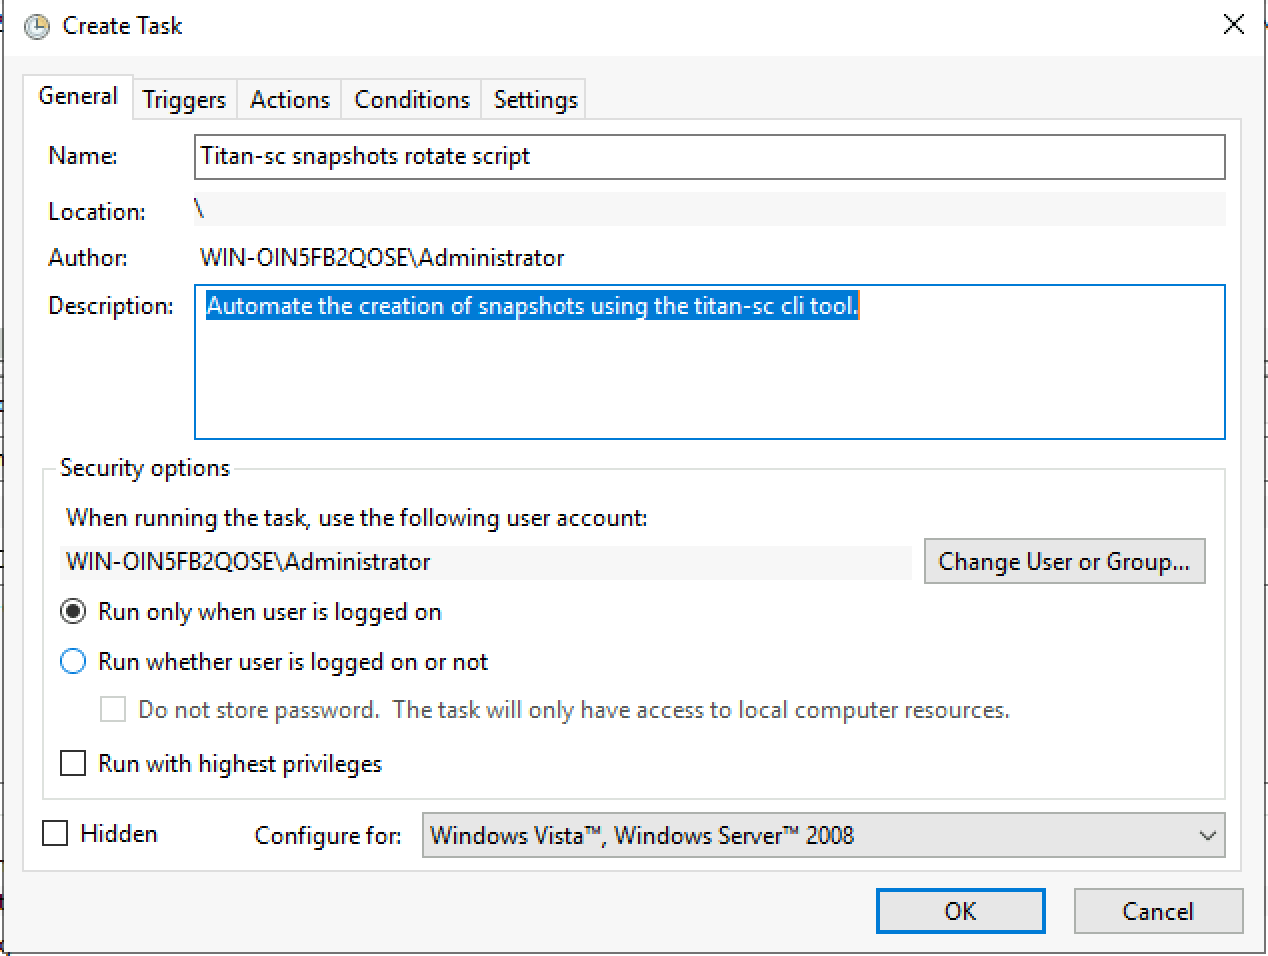 Create Task
General
Triggers
Actions
Conditions
Settings
Name:
Titan-sc snapshots rotate script
Location:
\
Author:
WIN-OIN5FB2QOSE\Administrator
Description:
Automate the creation of snapshots using the titan-sc cli tool.
Security options
When running the task, use the following user account:
WIN-OIN5FB2QOSE\Administrator
Change User or Group...
Run only when user is logged on
Run whether user is logged on or not
Do not store password.  The task will only have access to local computer resources.
Run with highest privileges
Hidden
Configure for:
Windows Vista™, Windows Server™ 2008
OK
Cancel